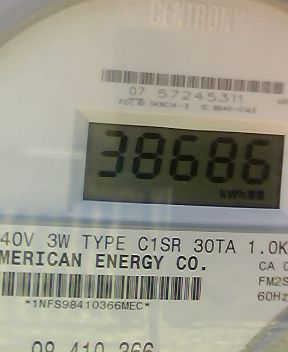 CENTRON®
07 57245311
38686
kWh
40V 3W TYPE C1SR 30TA 1.0K
MERICAN ENERGY CO.
CA
FM2S
60Hz
*1NFS98410366MEC*
98 410 366